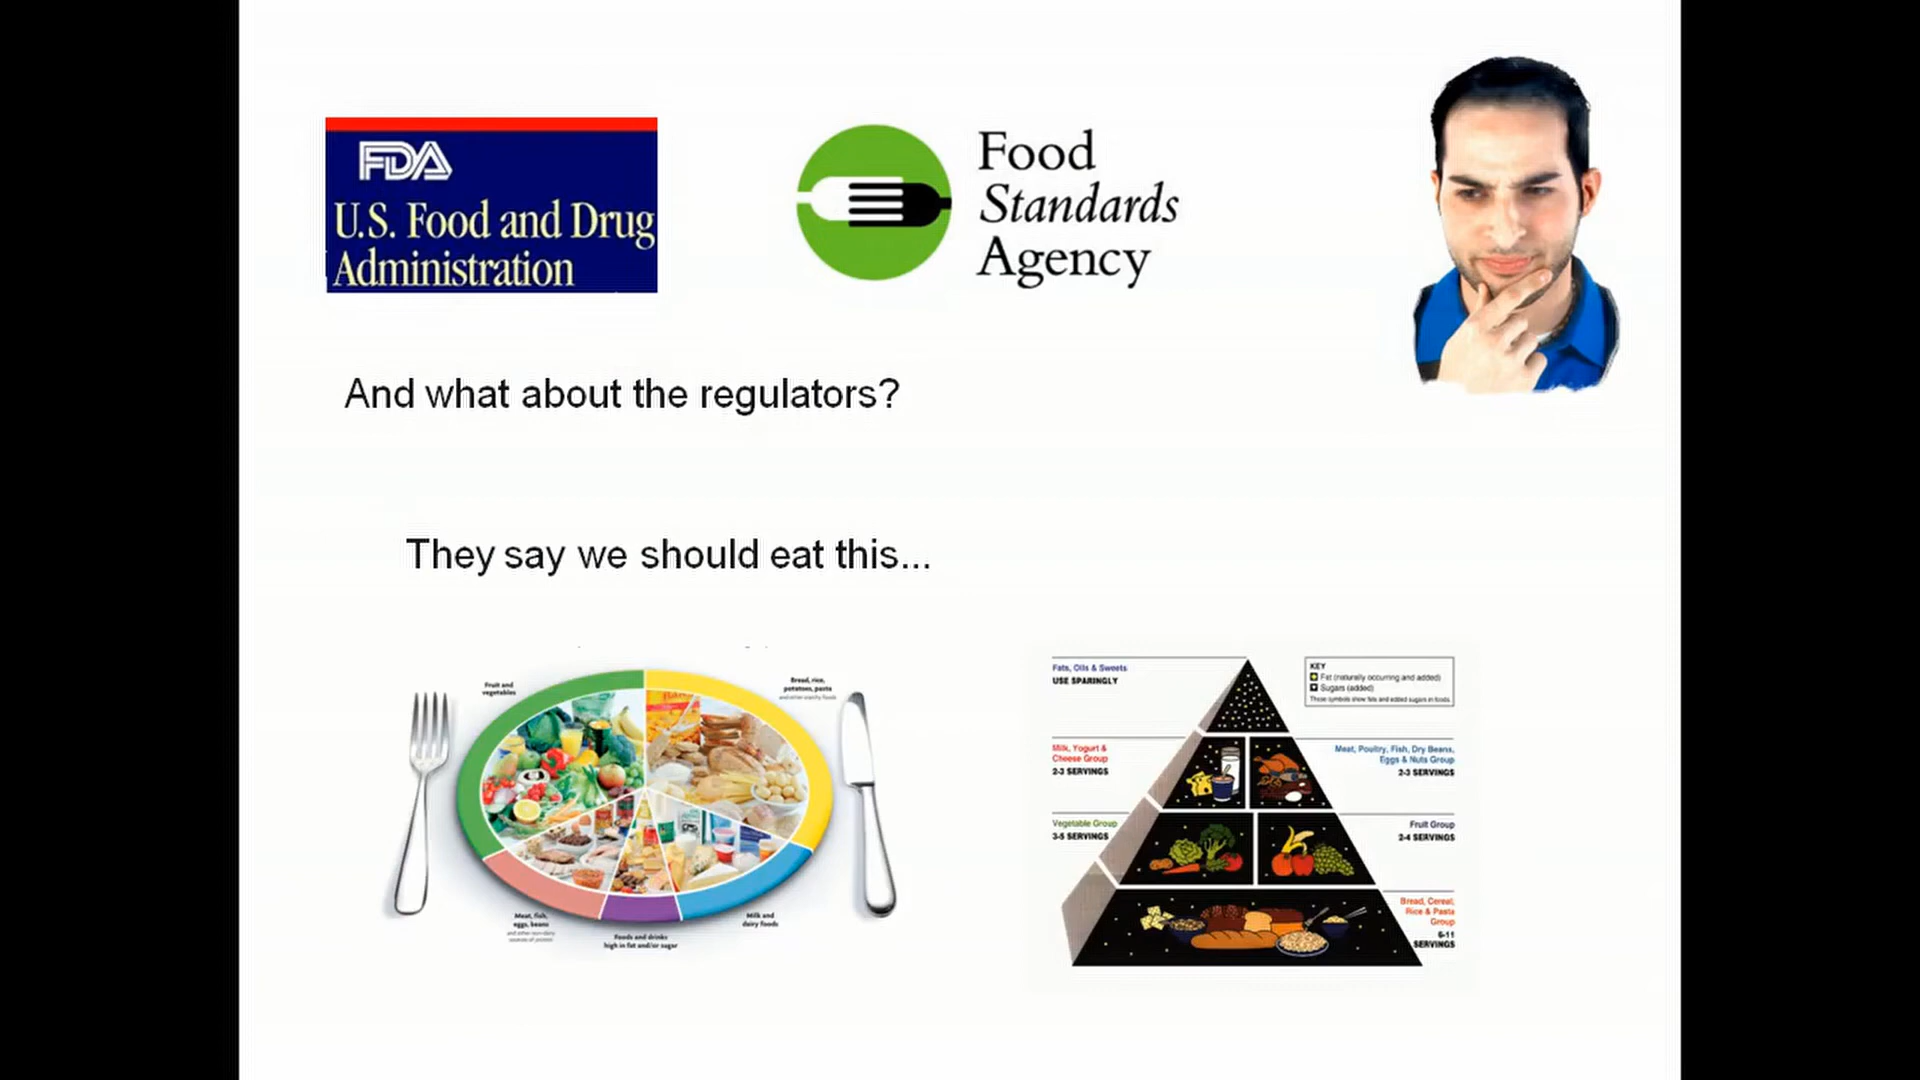 FDA
U.S. Food and Drug
Administration
Food
Standards
Agency
And what about the regulators?
They say we should eat this...
Fruit and
vegetables
Bread, rice,
potatoes, pasta
and other starchy foods
Meat, fish,
eggs, beans
and other non-dairy
sources of protein
Foods and drinks
high in fat and/or sugar
Milk and
dairy foods
Fats, Oils & Sweets
USE SPARINGLY
KEY
Fat (naturally occurring and added)
Sugars (added)
These symbols show fats and added sugars in foods
Milk, Yogurt &
Cheese Group
2-3 SERVINGS
Meat, Poultry, Fish, Dry Beans,
Eggs & Nuts Group
2-3 SERVINGS
Vegetable Group
3-5 SERVINGS
Fruit Group
2-4 SERVINGS
Bread, Cereal,
Rice & Pasta
Group
6-11
SERVINGS